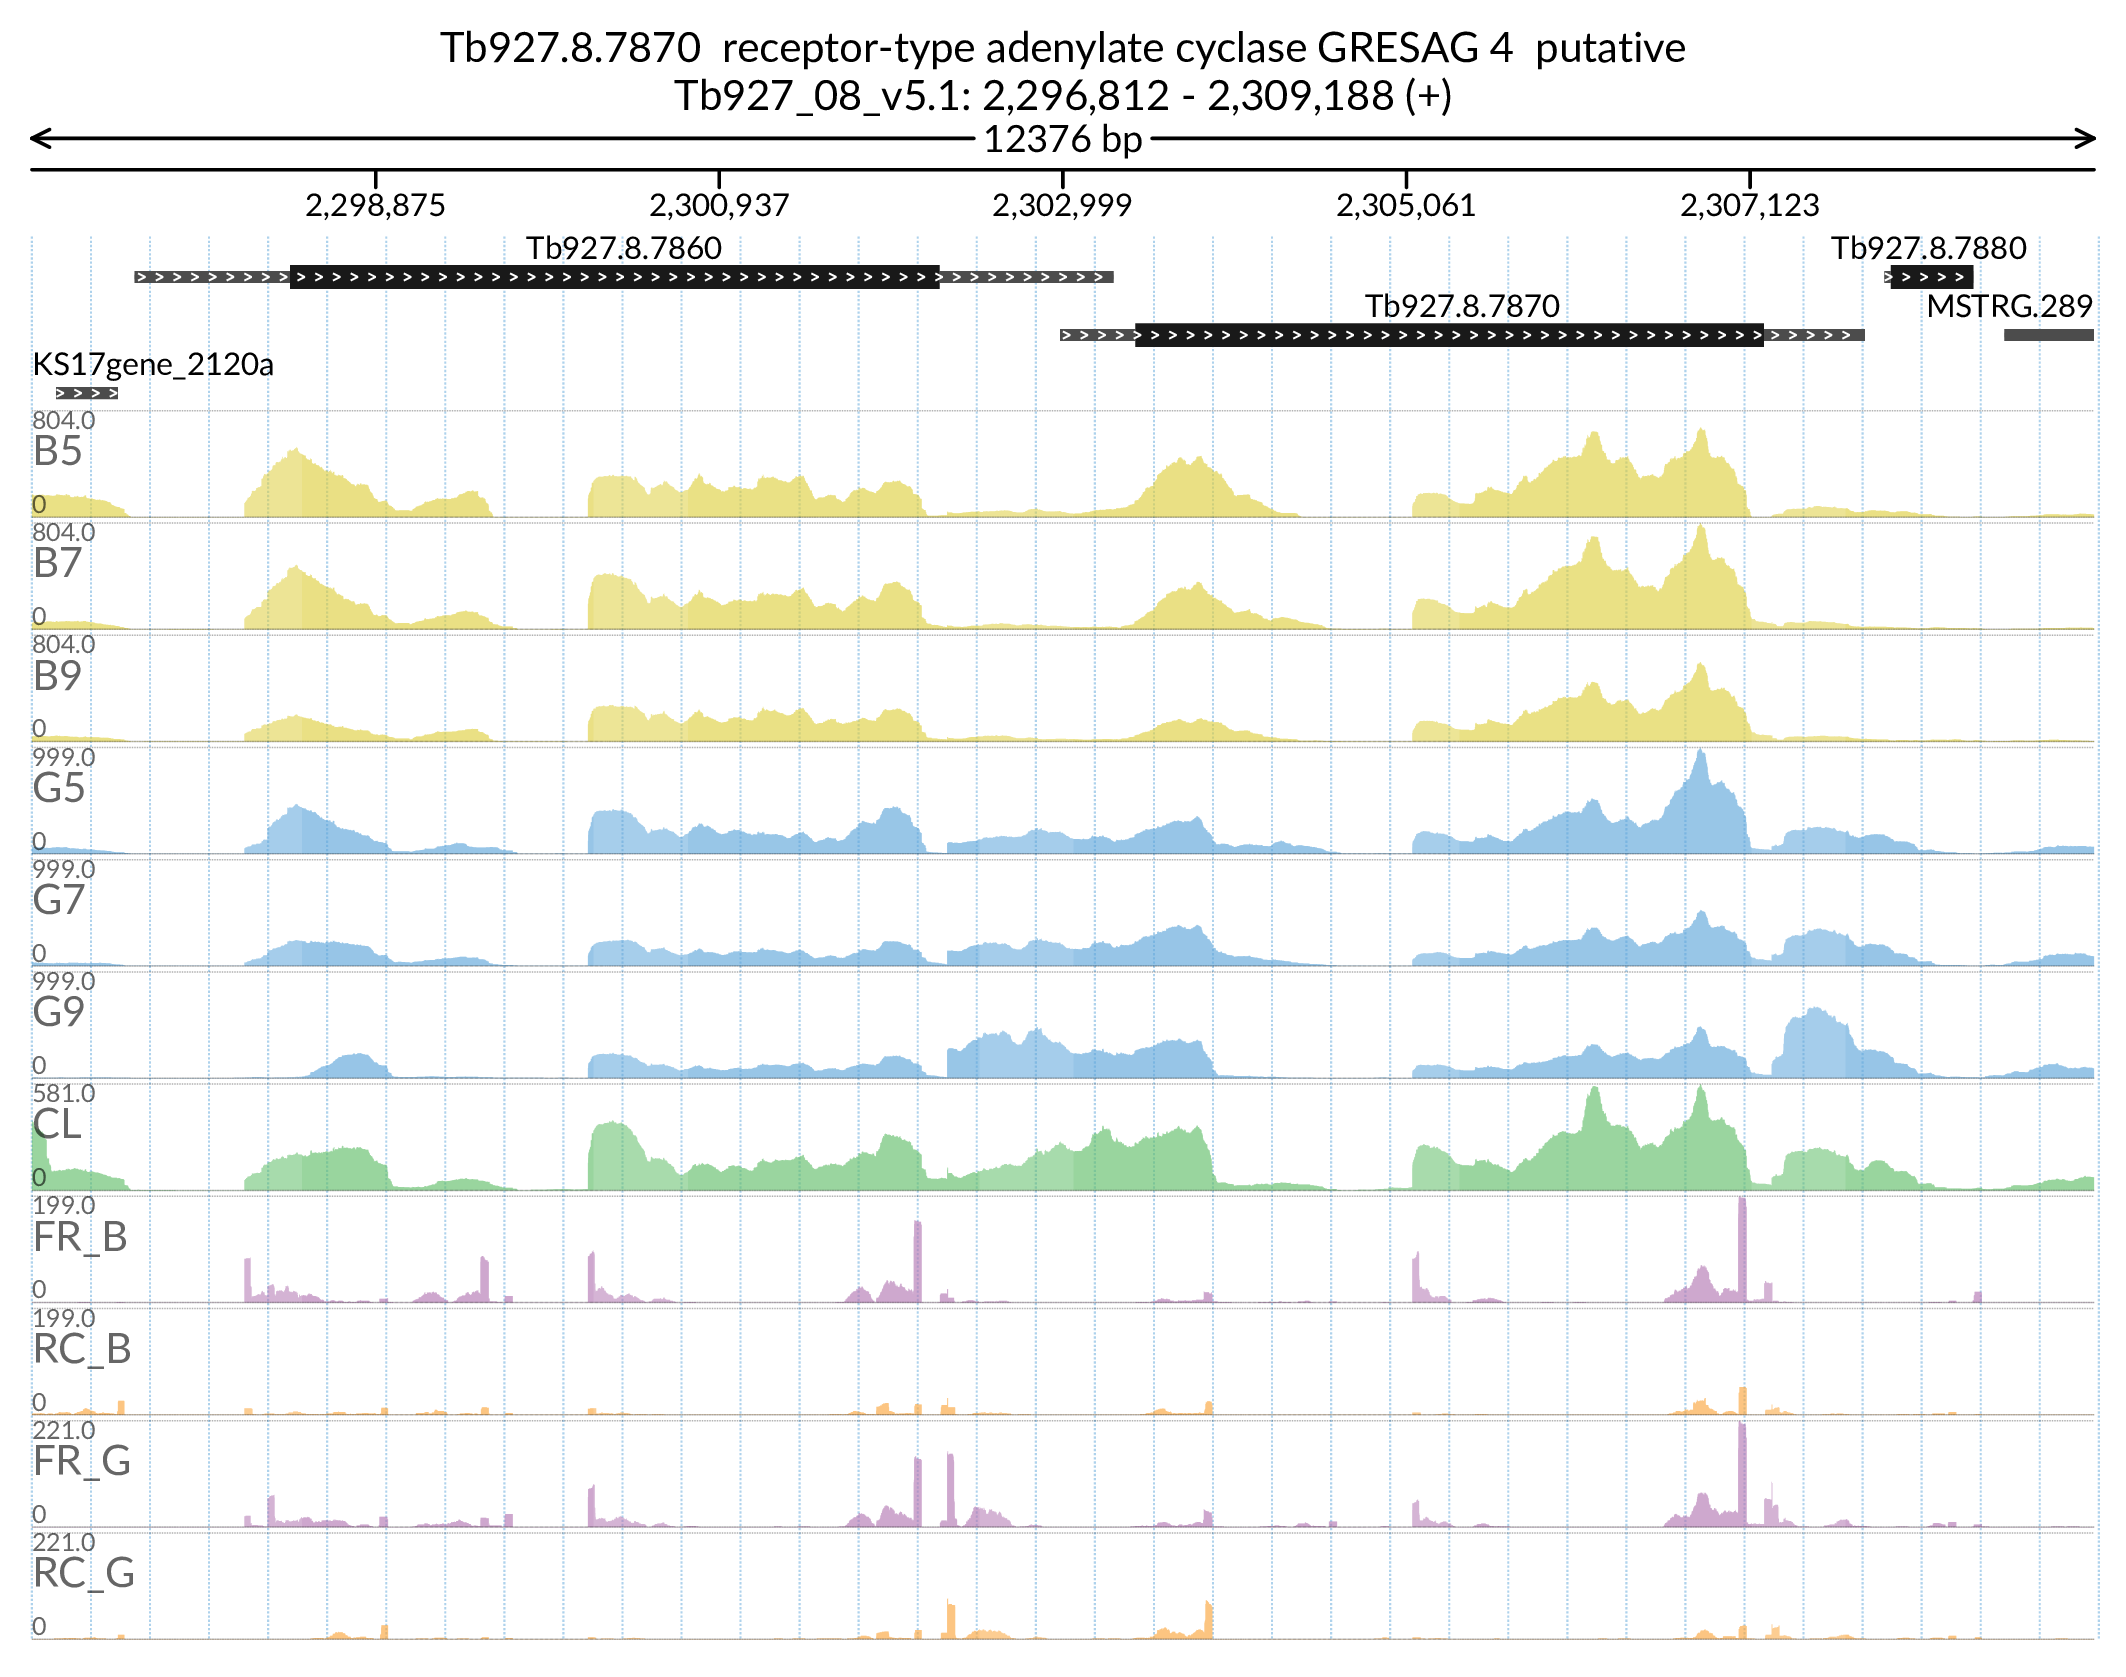 Tb927.8.7870 receptor-type adenylate cyclase GRESAG 4 putative
Tb927_08_v5.1: 2,296,812 - 2,309,188 (+)
12376 bp
2,298,875 2,300,937 2,302,999 2,305,061 2,307,123
Tb927.8.7860 Tb927.8.7880
Tb927.8.7870 MSTRG.289
KS17gene_2120a
804.0
B5
0
804.0
B7
0
804.0
B9
0
999.0
G5
0
999.0
G7
0
999.0
G9
0
581.0
CL
0
199.0
FR_B
0
199.0
RC_B
0
221.0
FR_G
0
221.0
RC_G
0